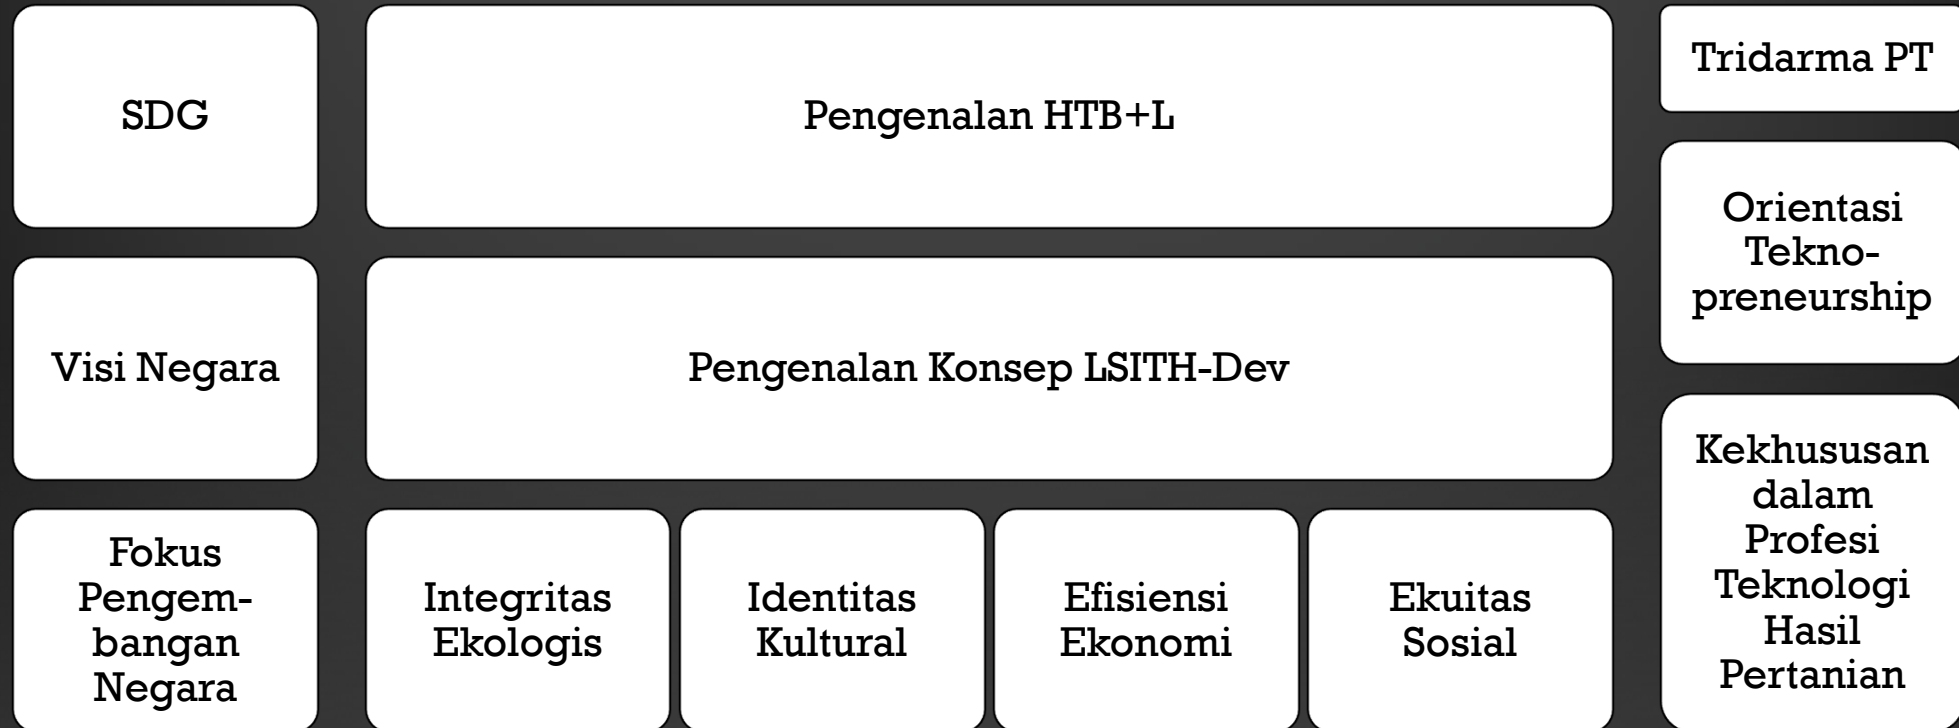 SDG
Visi Negara
Fokus
Pengem-
bangan
Negara
Pengenalan HTB+L
Pengenalan Konsep LSITH-Dev
Integritas
Ekologis
Identitas
Kultural
Efisiensi
Ekonomi
Ekuitas
Sosial
Tridarma PT
Orientasi
Tekno-
preneurship
Kekhususan
dalam
Profesi
Teknologi
Hasil
Pertanian